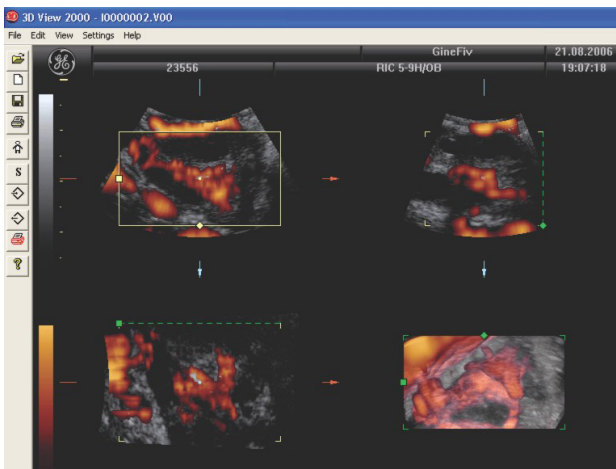 3D View 2000 - I0000002.V00
File Edit View Settings Help
GineFiv 21.08.2006
23556 RIC 5-9H/OB 19:07:18
S
?